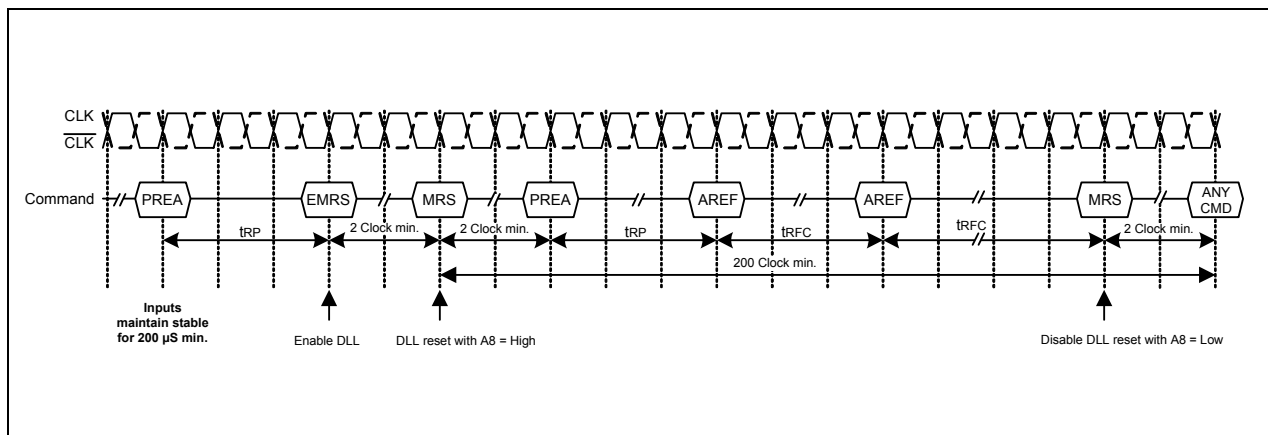 CLK
CLK
Command
PREA
EMRS
MRS
PREA
AREF
AREF
MRS
ANY
CMD
tRP
2 Clock min.
2 Clock min.
tRP
tRFC
tRFC
2 Clock min.
200 Clock min.
Inputs
maintain stable
for 200 µS min.
Enable DLL
DLL reset with A8 = High
Disable DLL reset with A8 = Low